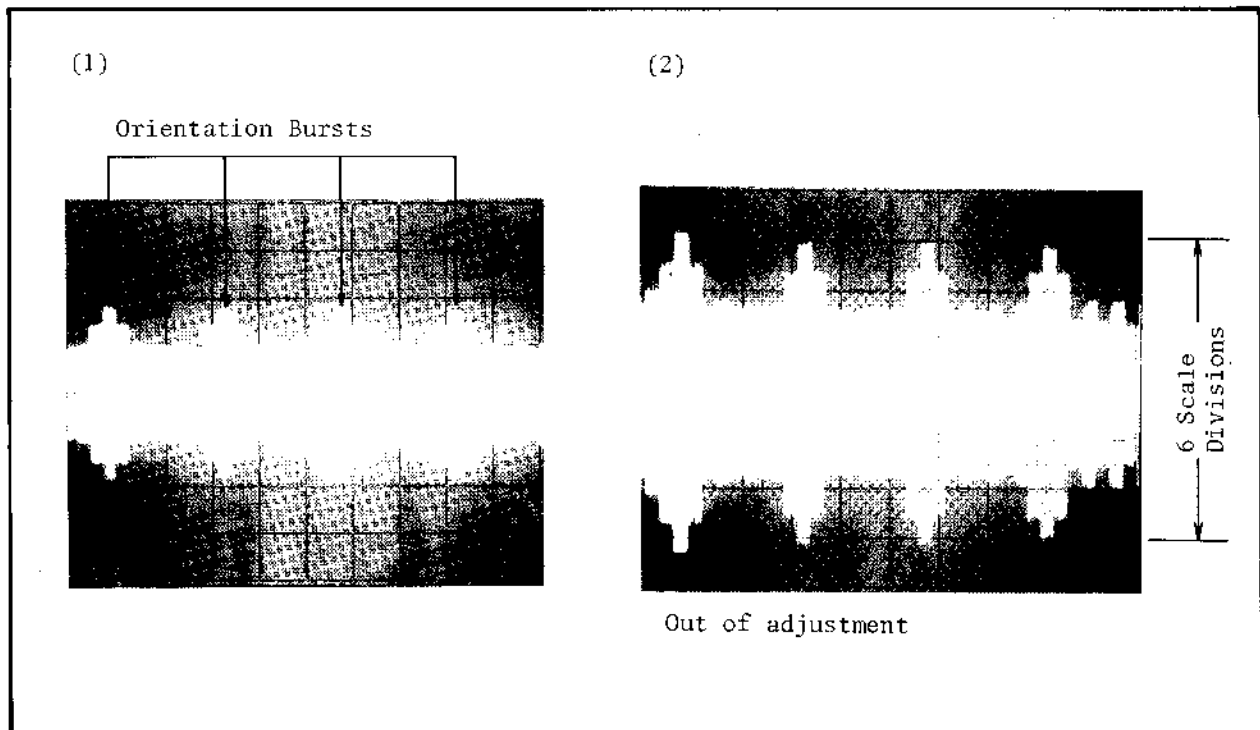 (1)
Orientation Bursts
(2)
6 Scale
Divisions
Out of adjustment